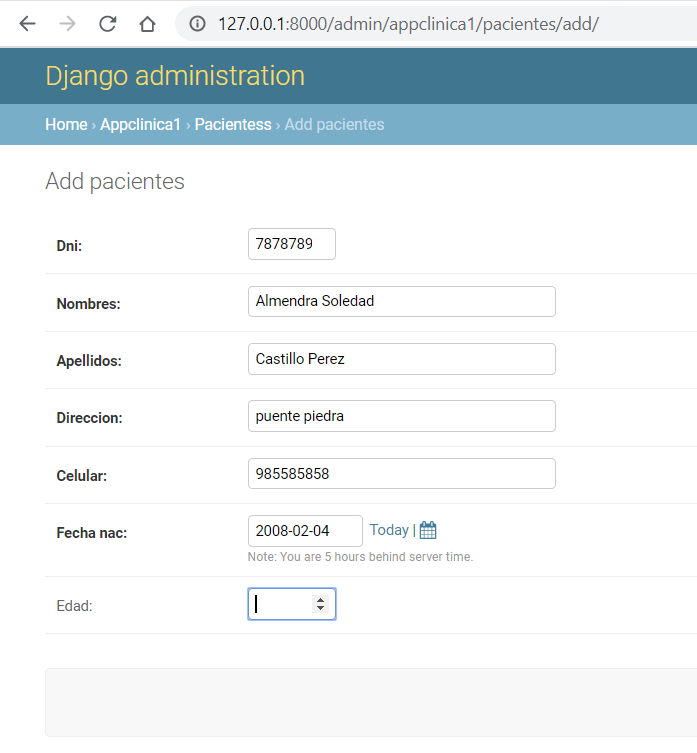 127.0.0.1:8000/admin/appclinica1/pacientes/add/
Django administration
Home › Appclinica1 › Pacientess › Add pacientes
Add pacientes
Dni: 7878789
Nombres: Almendra Soledad
Apellidos: Castillo Perez
Direccion: puente piedra
Celular: 985585858
Fecha nac: 2008-02-04 Today |
Note: You are 5 hours behind server time.
Edad: